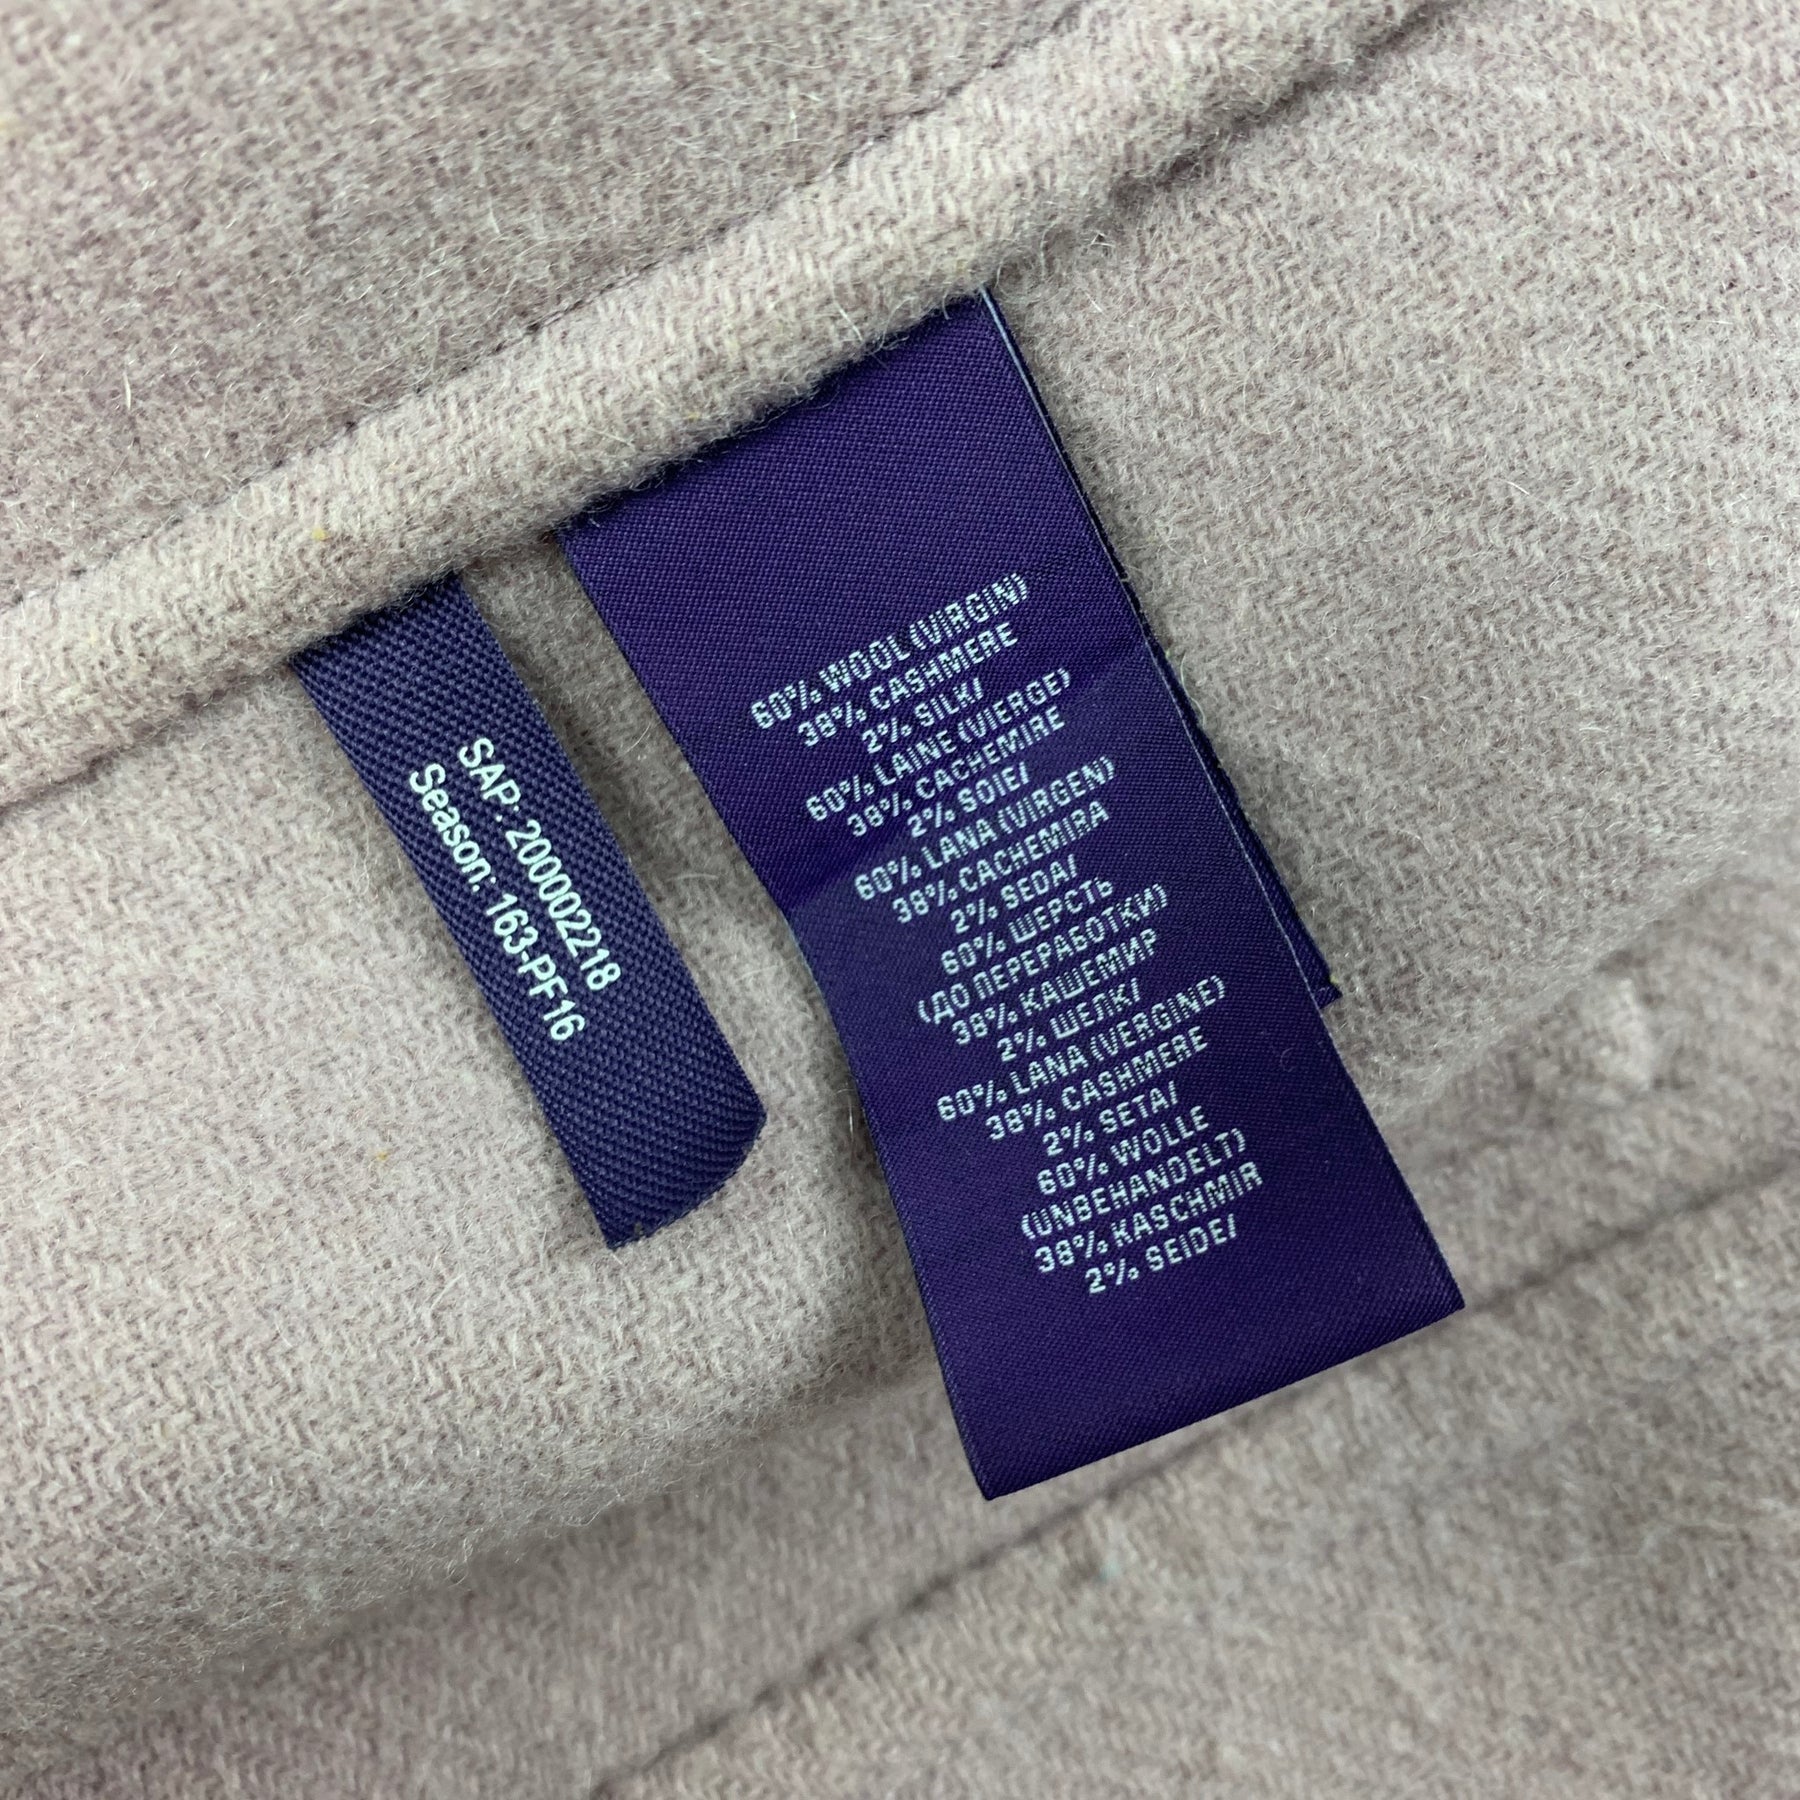 SAP: 200002218
Season: 163-PF16
60% WOOL (VIRGIN)
38% CASHMERE
2% SILK/
60% LAINE (VIERGE)
38% CACHEMIRE
2% SOIE/
60% LANA (VIRGEN)
38% CACHEMIRA
2% SEDA/
60% ШЕРСТЬ
(ДО ПЕРЕРАБОТКИ)
38% КАШЕМИР
2% ШЕЛК/
60% LANA (VERGINE)
38% CASHMERE
2% SETA/
60% WOLLE
(UNBEHANDELT)
38% KASCHMIR
2% SEIDE/